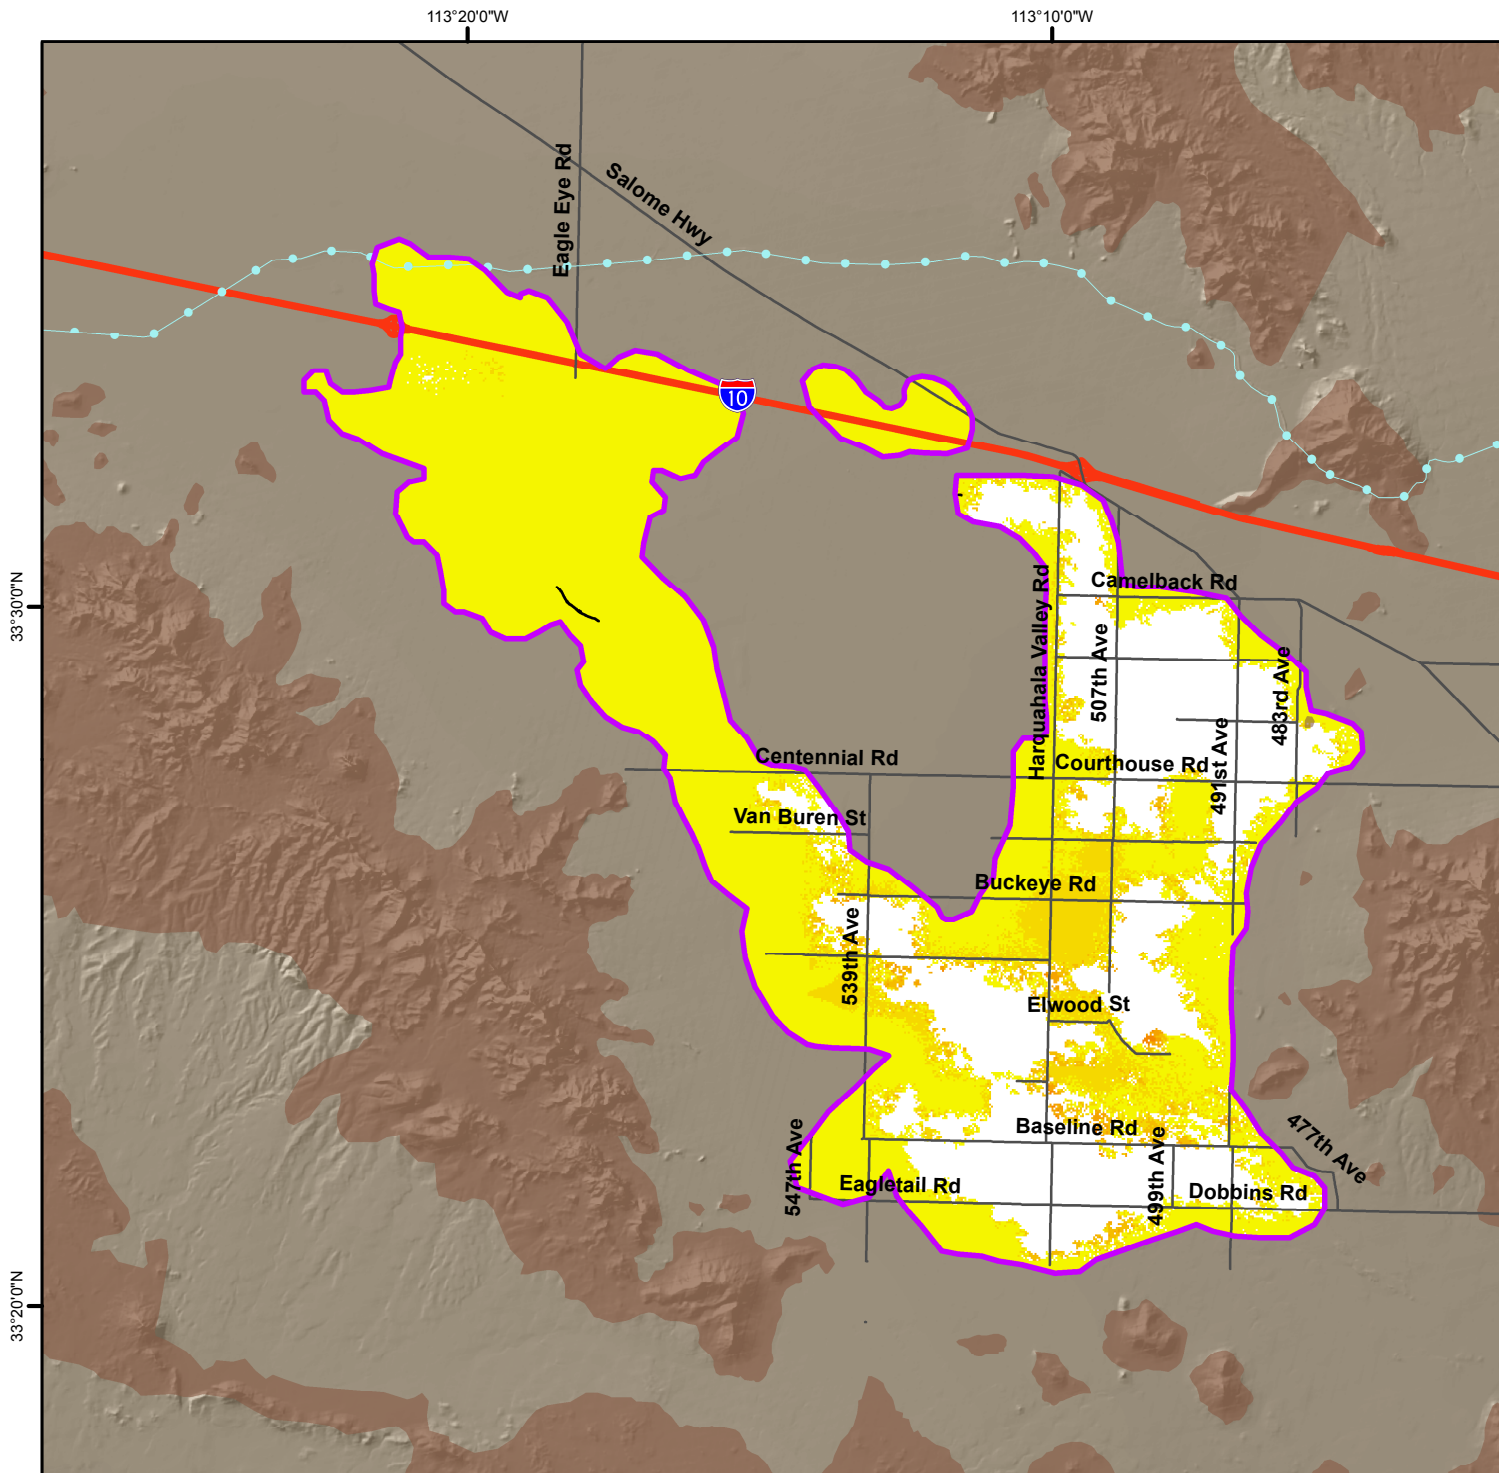 113°20'0"W
113°10'0"W
Eagle Eye Rd
Salome Hwy
10
33°30'0"N
Camelback Rd
Harquahala Valley Rd
507th Ave
483rd Ave
491st Ave
Centennial Rd
Courthouse Rd
Van Buren St
Buckeye Rd
539th Ave
Elwood St
Baseline Rd
477th Ave
547th Ave
499th Ave
Eagletail Rd
Dobbins Rd
33°20'0"N